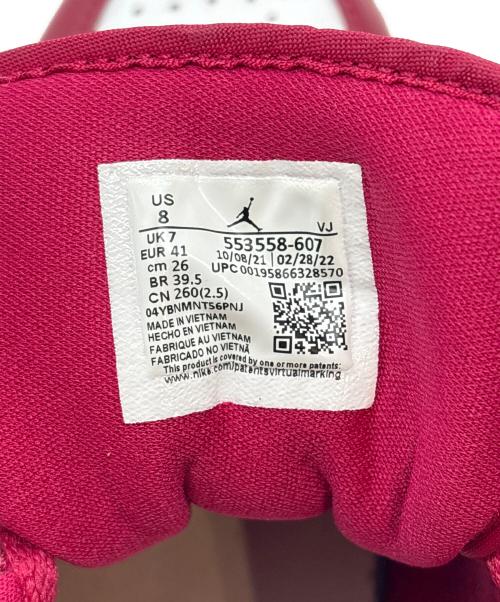 US
8
VJ
UK 7
553558-607
EUR 41
10/08/21 | 02/28/22
cm 26
UPC 00195866328570
BR 39.5
CN 260(2.5)
04YBNMNT56PNJ
MADE IN VIETNAM
HECHO EN VIETNAM
FABRIQUE AU VIETNAM
FABRICADO NO VIETNÃ
This product is covered by one or more patents:
www.nike.com/patentsvirtualmarking